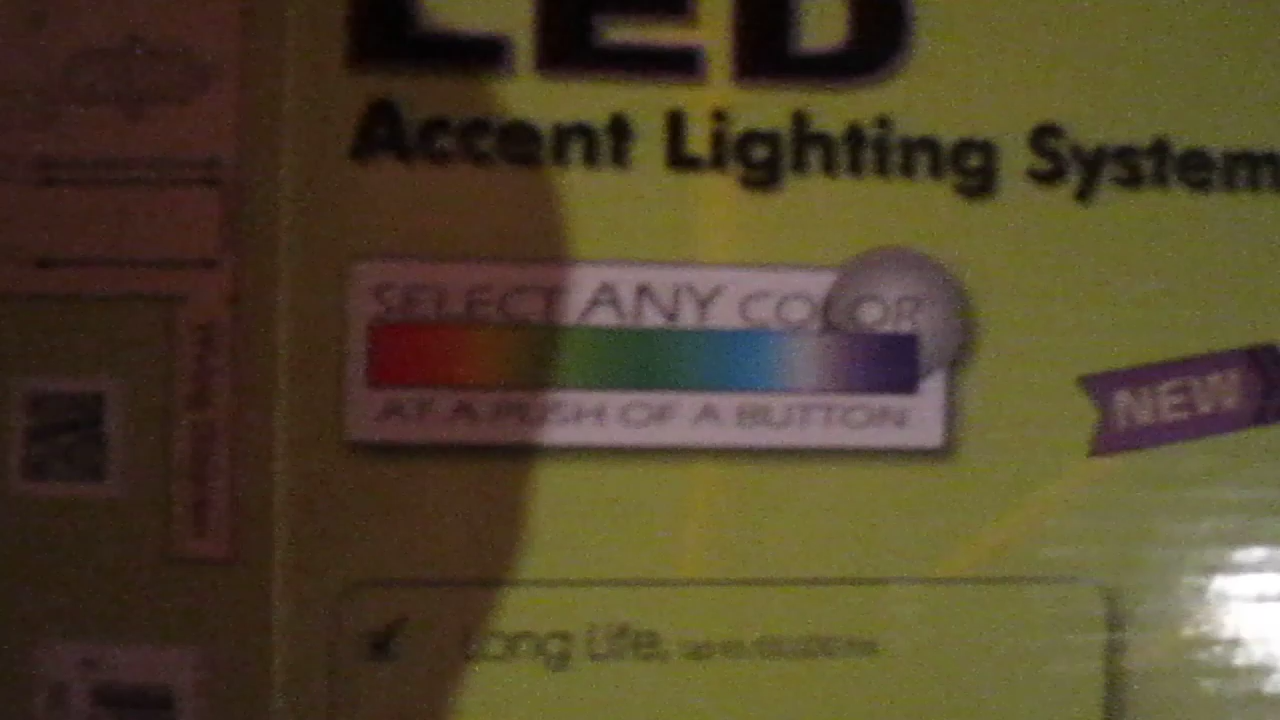 LED
Accent Lighting System
SELECT ANY COLOR
AT A PUSH OF A BUTTON
NEW
Long Life,